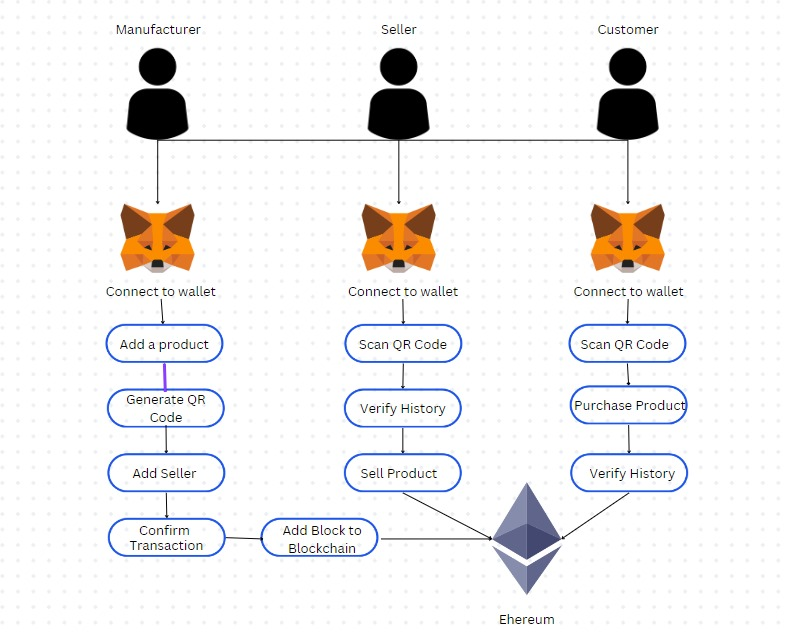 Manufacturer
Seller
Customer
Connect to wallet
Connect to wallet
Connect to wallet
Add a product
Scan QR Code
Scan QR Code
Generate QR
Code
Verify History
Purchase Product
Add Seller
Sell Product
Verify History
Confirm
Transaction
Add Block to
Blockchain
Ehereum